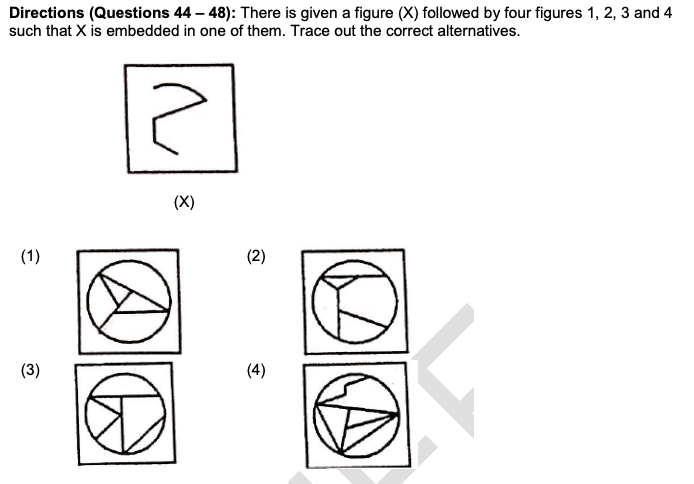 Directions (Questions 44 – 48): There is given a figure (X) followed by four figures 1, 2, 3 and 4
such that X is embedded in one of them. Trace out the correct alternatives.
(X)
(1)
(2)
(3)
(4)